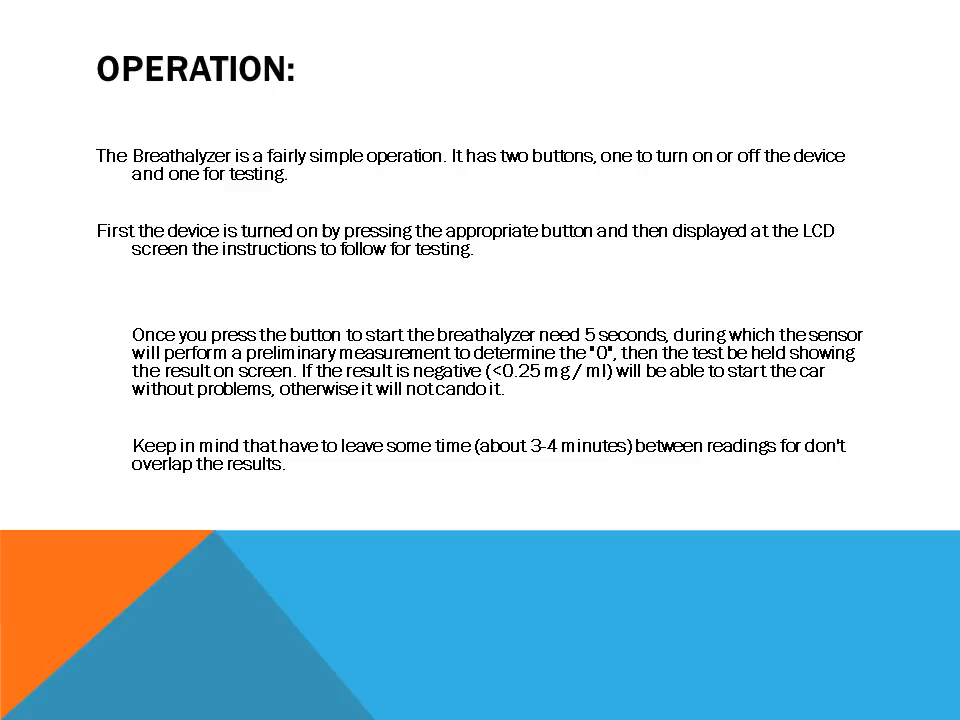 OPERATION:
The Breathalyzer is a fairly simple operation. It has two buttons, one to turn on or off the device
and one for testing.
First the device is turned on by pressing the appropriate button and then displayed at the LCD
screen the instructions to follow for testing.
Once you press the button to start the breathalyzer need 5 seconds, during which the sensor
will perform a preliminary measurement to determine the "0", then the test be held showing
the result on screen. If the result is negative (<0.25 mg / ml) will be able to start the car
without problems, otherwise it will not cando it.
Keep in mind that have to leave some time (about 3-4 minutes) between readings for don't
overlap the results.